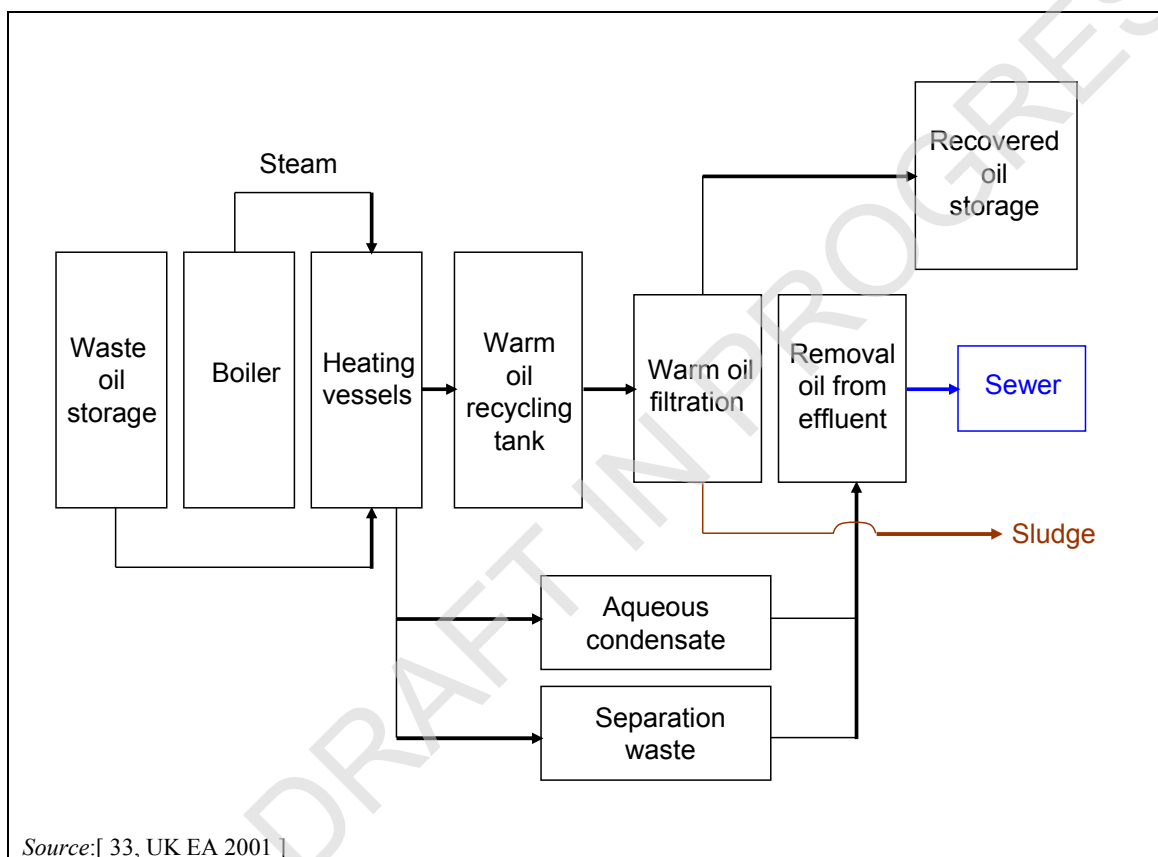 Recovered
oil
storage
Steam
Waste
oil
storage
Boiler
Heating
vessels
Warm
oil
recycling
tank
Warm oil
filtration
Removal
oil from
effluent
Sewer
Sludge
Aqueous
condensate
Separation
waste
Source:[ 33, UK EA 2001 ]
DRAFT IN PROGRES